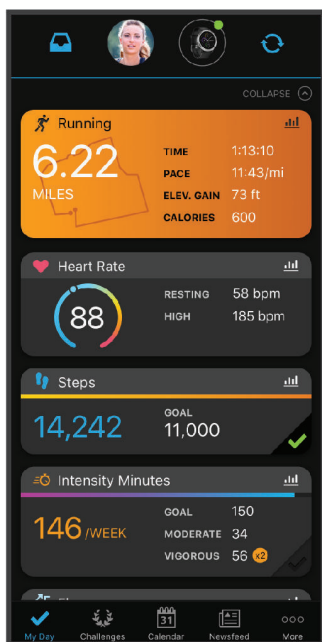 COLLAPSE
Running
6.22
MILES
TIME 1:13:10
PACE 11:43/mi
ELEV. GAIN 73 ft
CALORIES 600
Heart Rate
88
RESTING 58 bpm
HIGH 185 bpm
Steps
14,242
GOAL
11,000
Intensity Minutes
146 /WEEK
GOAL 150
MODERATE 34
VIGOROUS 56 x2
31
My Day Challenges Calendar Newsfeed More